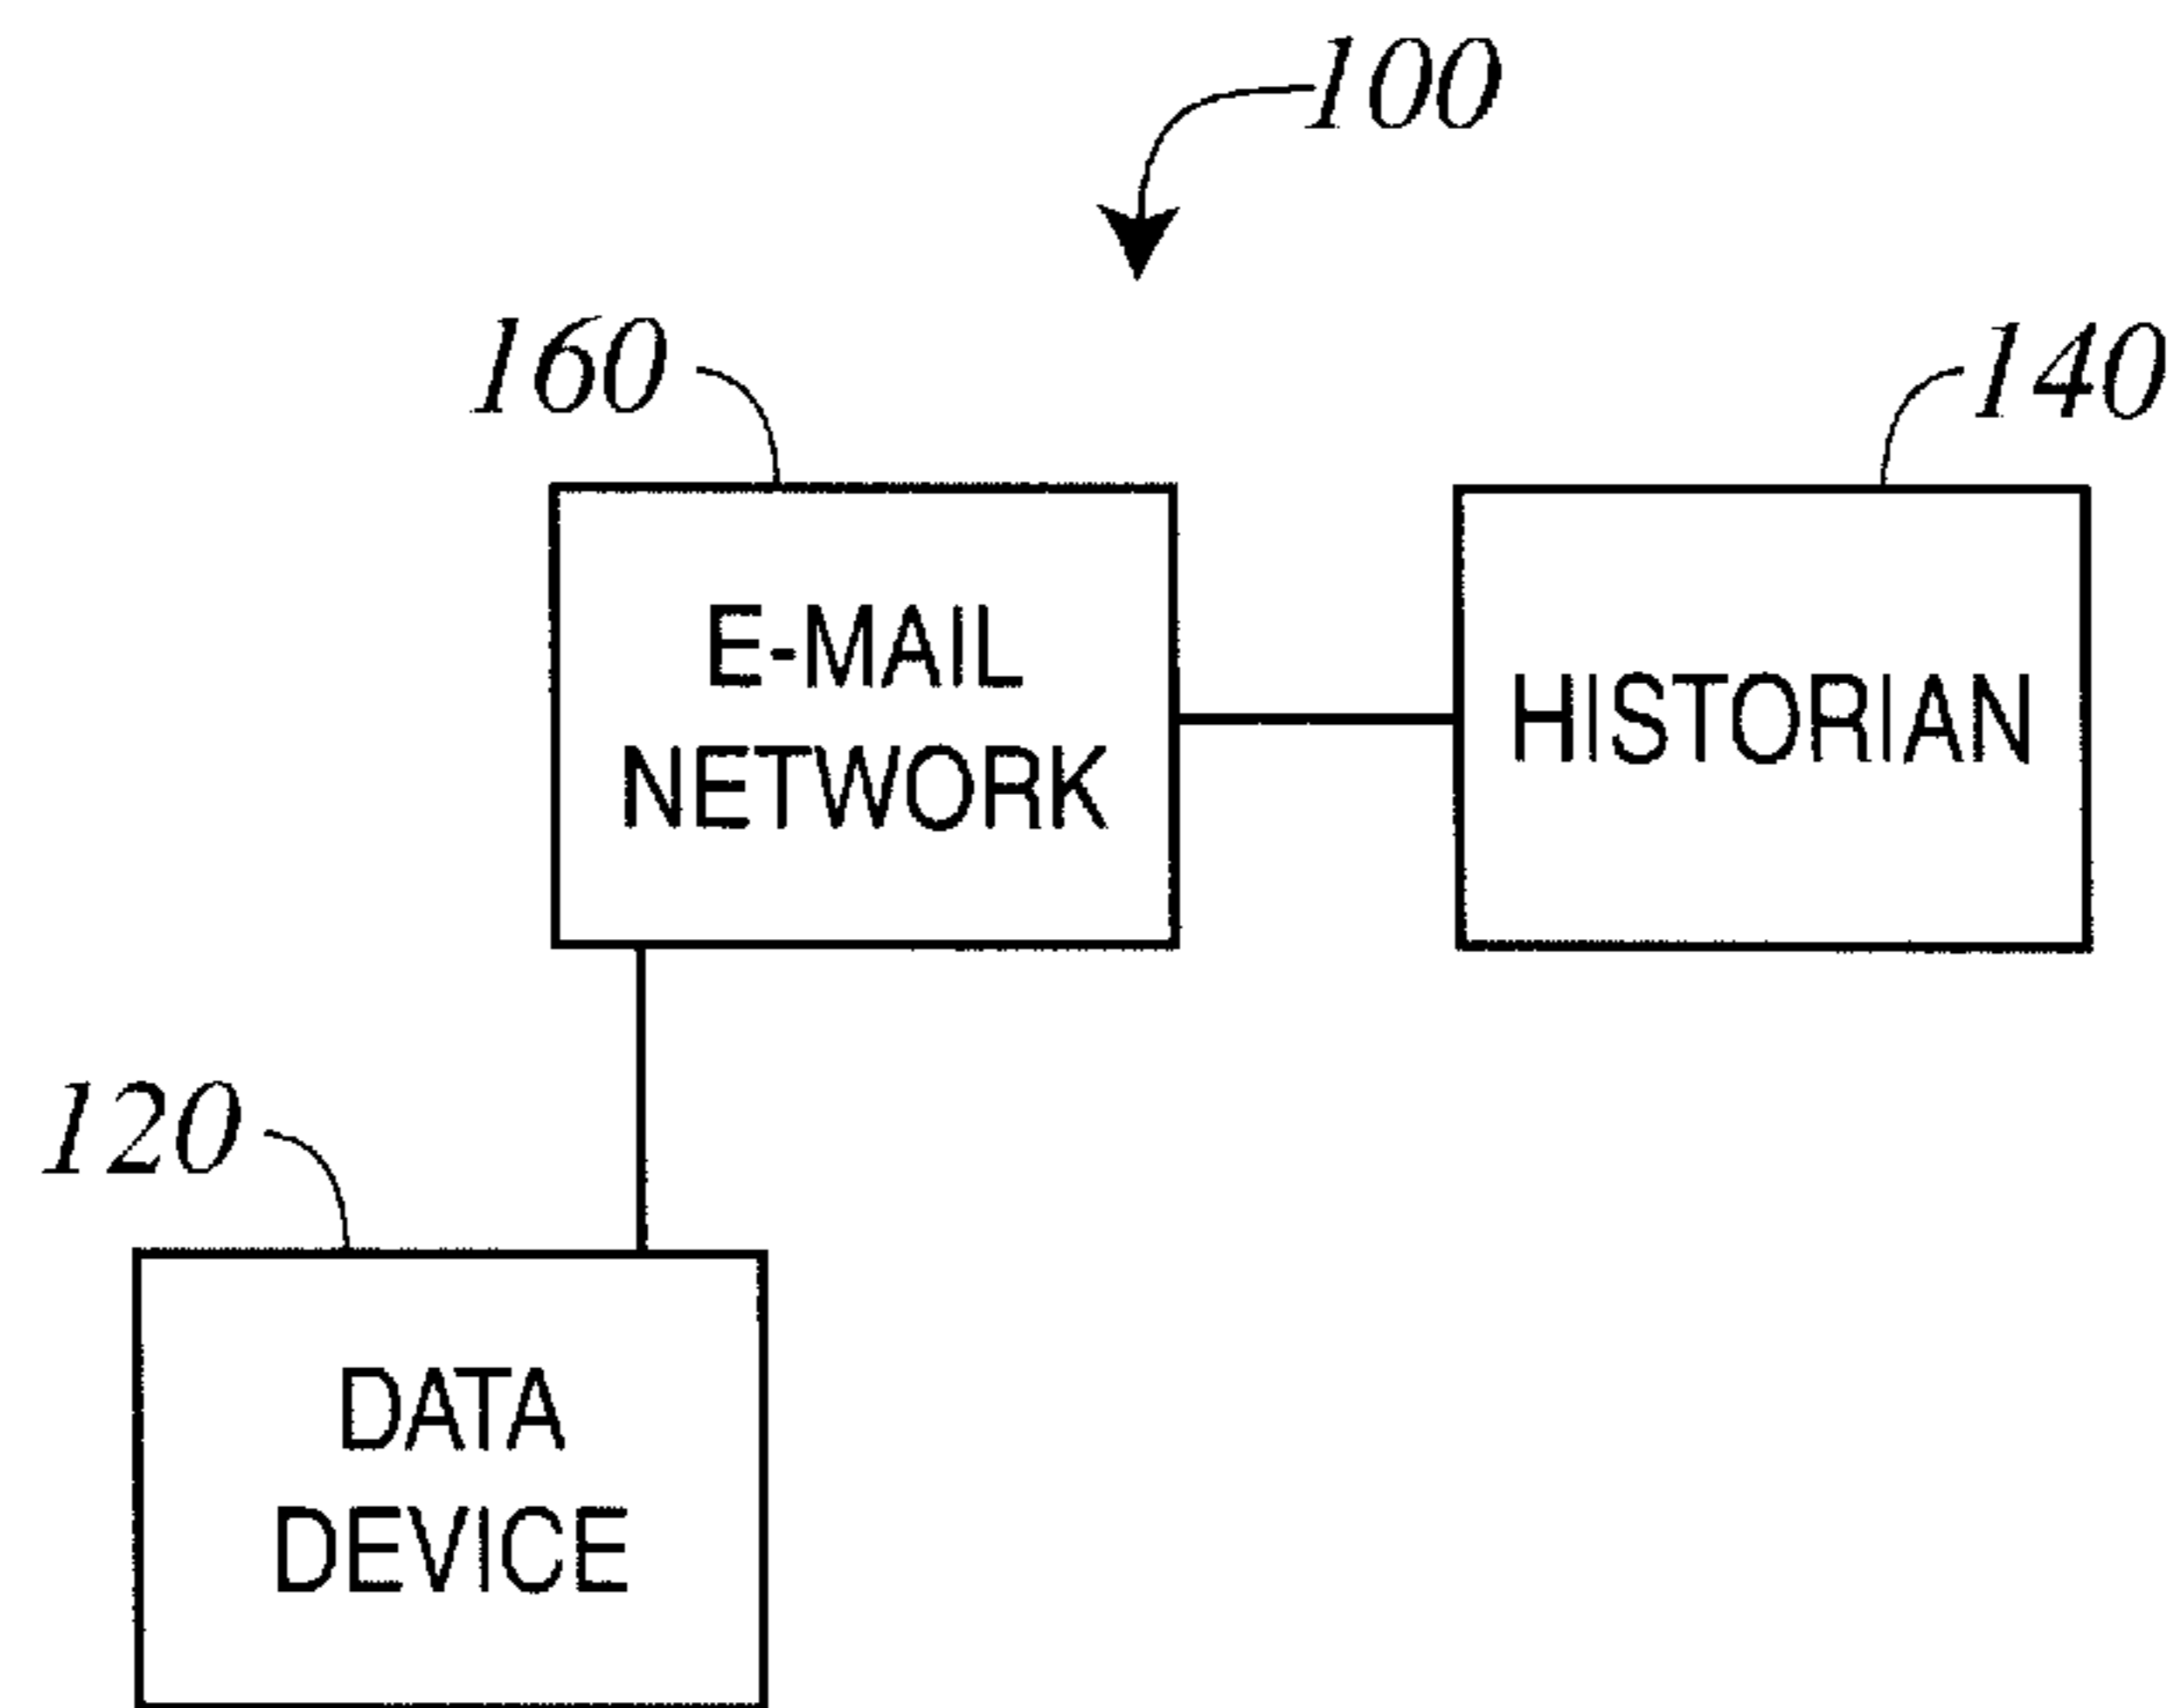 100
160
140
E-MAIL
NETWORK
HISTORIAN
120
DATA
DEVICE